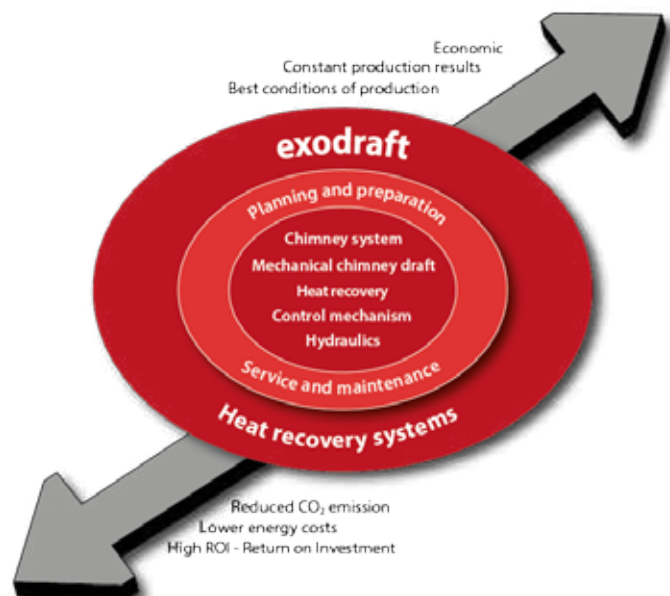 Economic
Constant production results
Best conditions of production
exodraft
Planning and preparation
Chimney system
Mechanical chimney draft
Heat recovery
Control mechanism
Hydraulics
Service and maintenance
Heat recovery systems
Reduced CO₂ emission
Lower energy costs
High ROI - Return on Investment